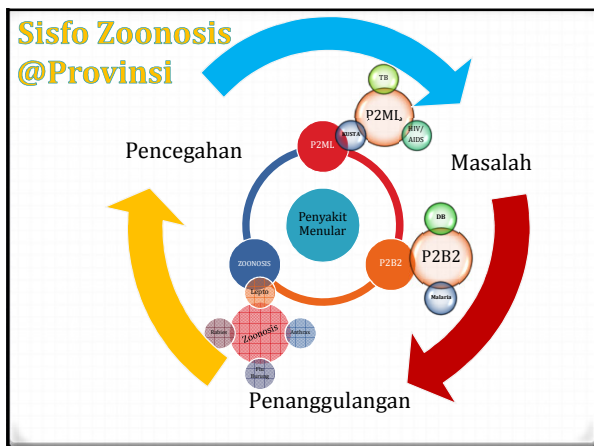 Sisfo Zoonosis
@Provinsi
TB
P2ML
KUSTA
HIV/
AIDS
P2ML
Pencegahan
Masalah
Penyakit
Menular
DB
P2B2
Malaria
ZOONOSIS
P2B2
Lepto
Rabies
Zoonosis
Anthrax
Flu
Burung
Penanggulangan